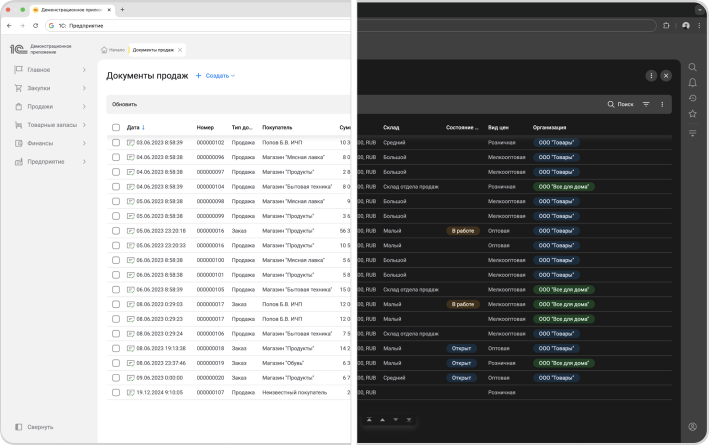 Демонстрационное прило
1С: Предприятие
1С
Демонстрационное
приложение
Начало
Документы продаж
Главное
Закупки
Продажи
Товарные запасы
Финансы
Предприятие
Свернуть
Документы продаж
Создать
Обновить
Поиск
Дата ↓ Номер Тип до... Покупатель Сум Склад Состояние ... Вид цен Организация
03.06.2023 8:58:39 000000102 Продажа Попов Б.В. ИЧП 10 3 00, RUB Средний Розничная ООО "Товары"
04.06.2023 8:58:38 000000096 Продажа Магазин "Мясная лавка" 8 0 00, RUB Большой Мелкооптовая ООО "Товары"
04.06.2023 8:58:38 000000097 Продажа Магазин "Продукты" 2 8 00, RUB Большой Мелкооптовая ООО "Товары"
04.06.2023 8:58:39 000000104 Продажа Магазин "Бытовая техника" 8 0 00, RUB Склад отдела продаж Розничная ООО "Все для дома"
05.06.2023 8:58:38 000000098 Продажа Магазин "Мясная лавка" 9 00, RUB Большой Мелкооптовая ООО "Товары"
05.06.2023 8:58:38 000000099 Продажа Магазин "Продукты" 3 6 00, RUB Большой Мелкооптовая ООО "Товары"
05.06.2023 23:20:18 000000016 Заказ Магазин "Продукты" 56 3 00, RUB Малый В работе Оптовая ООО "Товары"
05.06.2023 23:20:33 000000016 Продажа Магазин "Продукты" 10 5 00, RUB Малый Оптовая ООО "Товары"
06.06.2023 8:58:38 000000100 Продажа Магазин "Мясная лавка" 5 6 00, RUB Большой Мелкооптовая ООО "Товары"
06.06.2023 8:58:38 000000101 Продажа Магазин "Продукты" 5 8 00, RUB Большой Мелкооптовая ООО "Товары"
06.06.2023 8:58:39 000000105 Продажа Магазин "Бытовая техника" 15 0 00, RUB Склад отдела продаж Мелкооптовая ООО "Все для дома"
08.06.2023 0:29:03 000000017 Заказ Попов Б.В. ИЧП 12 0 00, RUB Малый В работе Мелкооптовая ООО "Все для дома"
08.06.2023 0:29:23 000000017 Продажа Попов Б.В. ИЧП 12 0 00, RUB Малый Мелкооптовая ООО "Все для дома"
08.06.2023 0:29:24 000000106 Продажа Магазин "Бытовая техника" 7 5 00, RUB Склад отдела продаж Мелкооптовая ООО "Товары"
08.06.2023 19:13:38 000000018 Заказ Магазин "Продукты" 14 2 00, RUB Малый Открыт Оптовая ООО "Товары"
08.06.2023 23:37:46 000000019 Заказ Магазин "Обувь" 6 3 00, RUB Малый Открыт Розничная ООО "Все для дома"
09.06.2023 0:00:00 000000020 Заказ Магазин "Продукты" 6 7 00, RUB Средний Открыт Оптовая ООО "Товары"
19.12.2024 9:10:05 000000107 Продажа Неизвестный покупатель 2 00, RUB Розничная